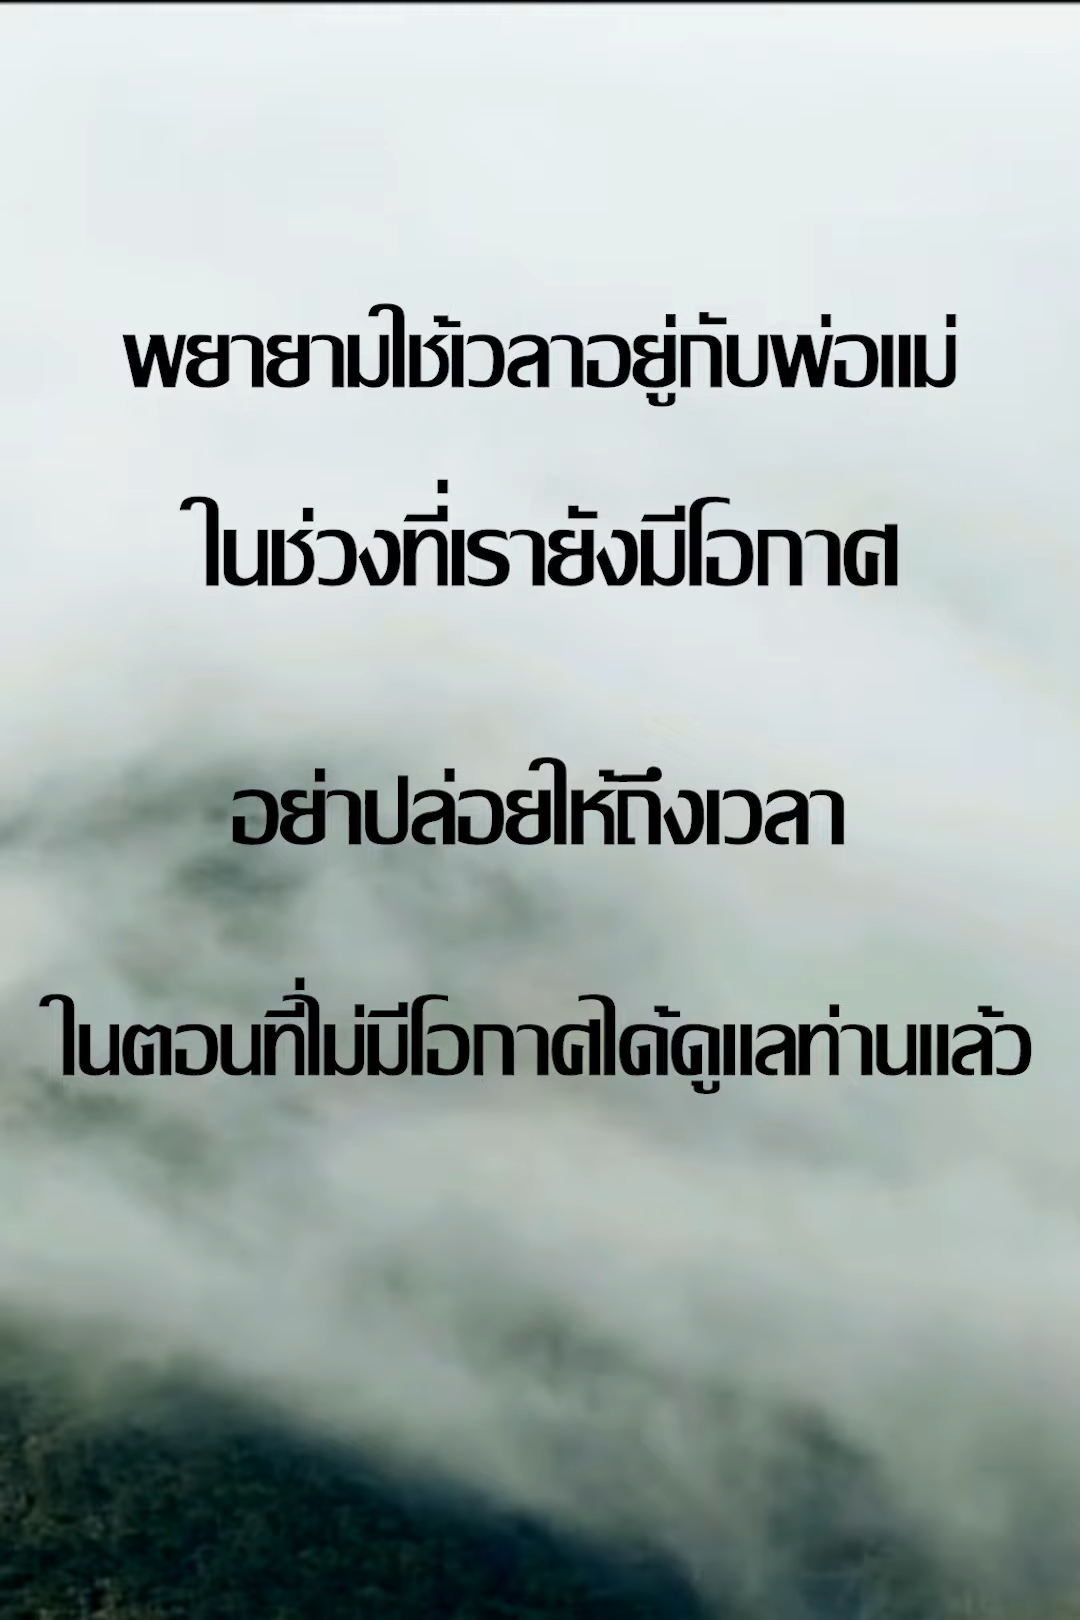 พยายามใช้เวลาอยู่กับพ่อแม่
ในช่วงที่เรายังมีโอกาศ
อย่าปล่อยให้ถึงเวลา
ในตอนที่ไม่มีโอกาศได้ดูแลท่านแล้ว